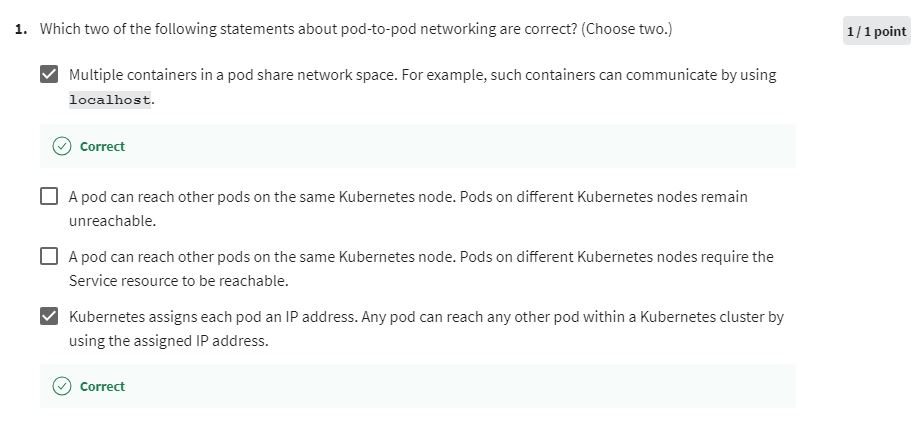 1. Which two of the following statements about pod-to-pod networking are correct? (Choose two.)
1 / 1 point
Multiple containers in a pod share network space. For example, such containers can communicate by using
localhost.
Correct
A pod can reach other pods on the same Kubernetes node. Pods on different Kubernetes nodes remain
unreachable.
A pod can reach other pods on the same Kubernetes node. Pods on different Kubernetes nodes require the
Service resource to be reachable.
Kubernetes assigns each pod an IP address. Any pod can reach any other pod within a Kubernetes cluster by
using the assigned IP address.
Correct